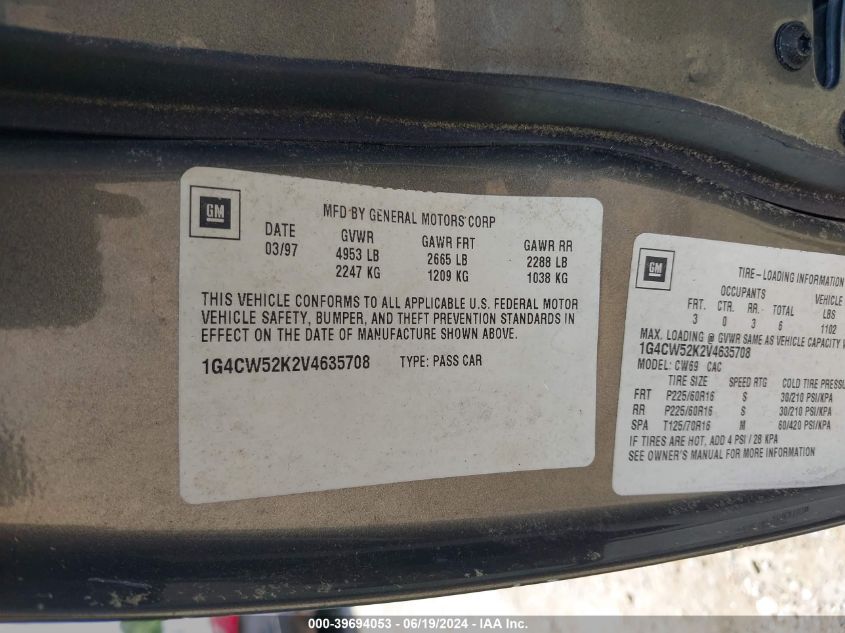 GM
MFD BY GENERAL MOTORS CORP
DATE GVWR GAWR FRT GAWR RR
03/97 4953 LB 2665 LB 2288 LB
2247 KG 1209 KG 1038 KG
THIS VEHICLE CONFORMS TO ALL APPLICABLE U.S. FEDERAL MOTOR
VEHICLE SAFETY, BUMPER, AND THEFT PREVENTION STANDARDS IN
EFFECT ON THE DATE OF MANUFACTURE SHOWN ABOVE.
1G4CW52K2V4635708 TYPE: PASS CAR
GM
TIRE-LOADING INFORMATION
OCCUPANTS VEHICLE
FRT. CTR. RR. TOTAL LBS
3 0 3 6 1102
MAX. LOADING @ GVWR SAME AS VEHICLE CAPACITY
1G4CW52K2V4635708
MODEL: CW69 CAC
TIRE SIZE SPEED RTG COLD TIRE PRESSU
FRT P225/60R16 S 30/210 PSI/KPA
RR P225/60R16 S 30/210 PSI/KPA
SPA T125/70R16 M 60/420 PSI/KPA
IF TIRES ARE HOT, ADD 4 PSI / 28 KPA
SEE OWNER'S MANUAL FOR MORE INFORMATION
000-39694053 - 06/19/2024 - IAA Inc.